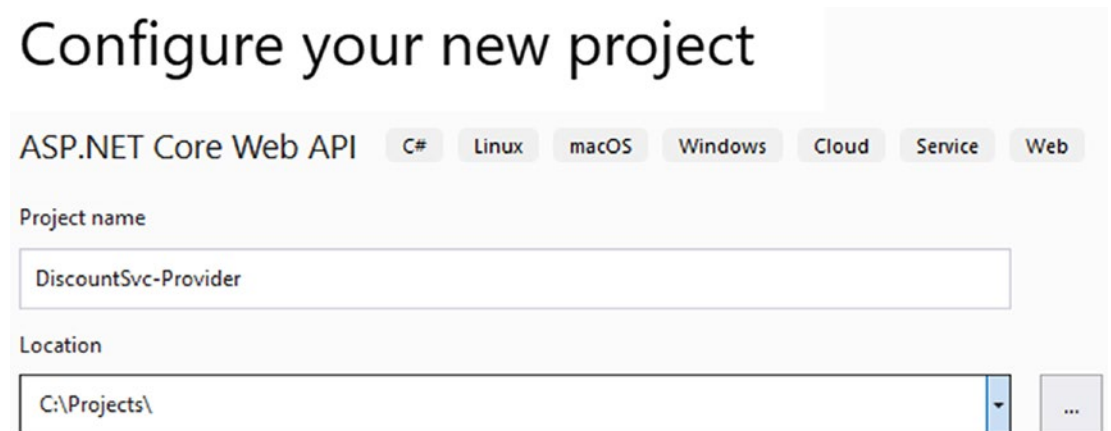 Configure your new project
ASP.NET Core Web API C# Linux macOS Windows Cloud Service Web
Project name
DiscountSvc-Provider
Location
C:\Projects\
...